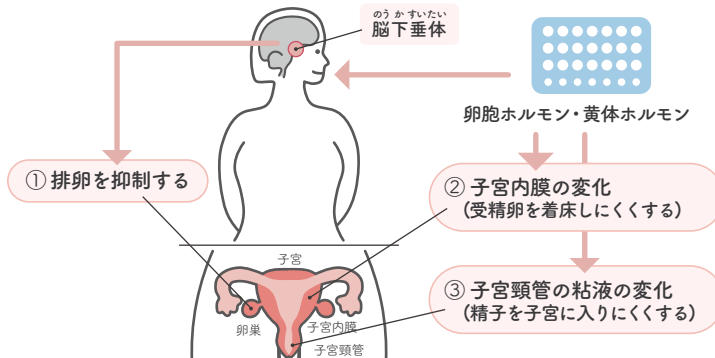 のうかすいたい
脳下垂体
卵胞ホルモン・黄体ホルモン
① 排卵を抑制する
② 子宮内膜の変化
(受精卵を着床しにくくする)
③ 子宮頸管の粘液の変化
(精子を子宮に入りにくくする)
子宮
卵巣
子宮内膜
子宮頸管